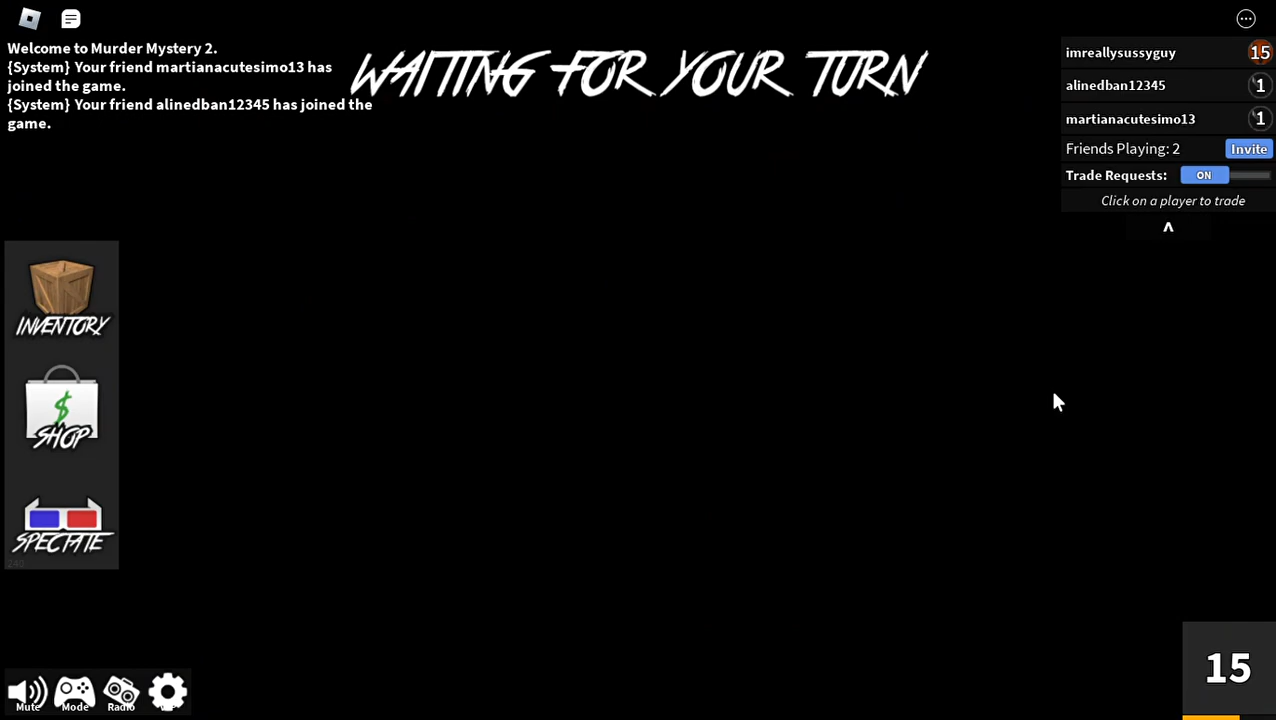 Welcome to Murder Mystery 2.
{System} Your friend martianacutesimo13 has
joined the game.
{System} Your friend alinedban12345 has joined the
game.
WAITING FOR YOUR TURN
imreallysussyguy 15
alinedban12345 1
martianacutesimo13 1
Friends Playing: 2 Invite
Trade Requests: ON
Click on a player to trade
^
INVENTORY
$
SHOP
SPECTATE
240
Mute Mode Radio
15